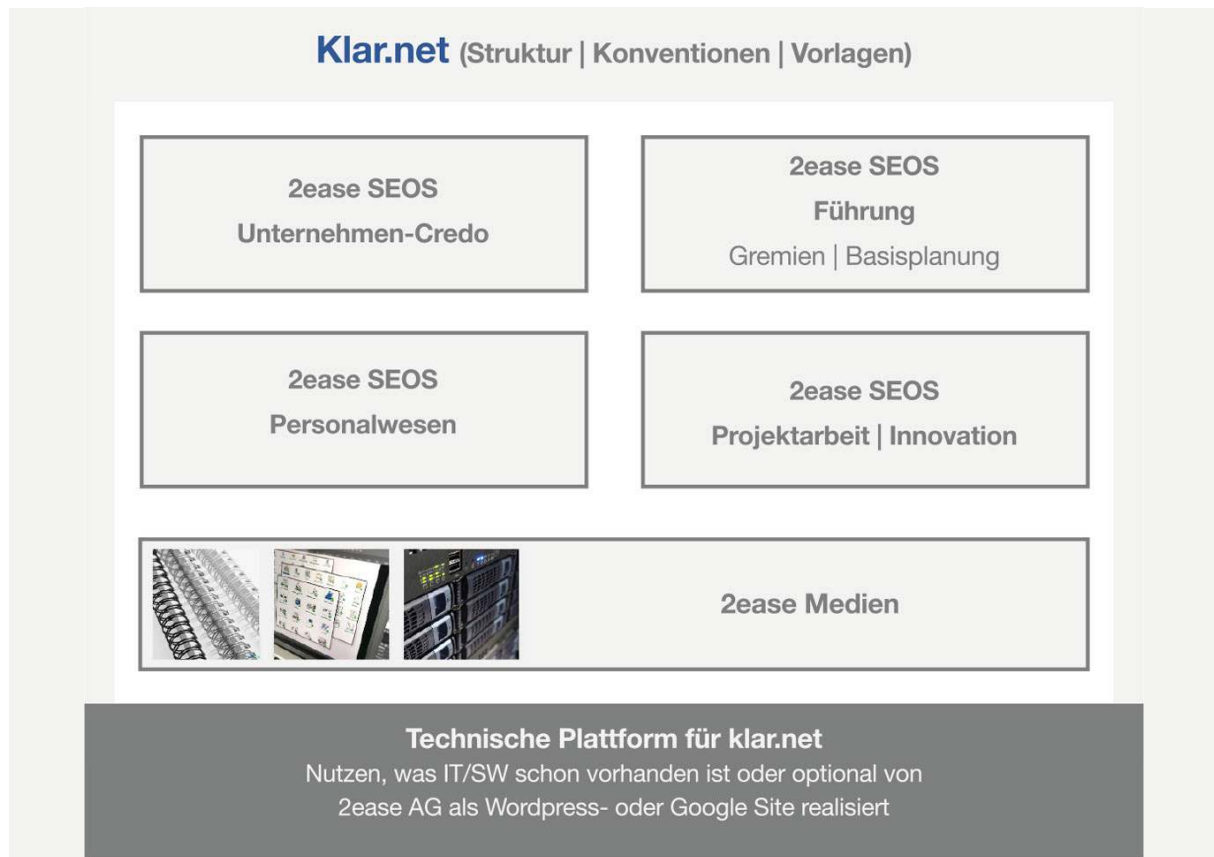 Klar.net (Struktur | Konventionen | Vorlagen)
2ease SEOS
Unternehmen-Credo
2ease SEOS
Führung
Gremien | Basisplanung
2ease SEOS
Personalwesen
2ease SEOS
Projektarbeit | Innovation
2ease Medien
Technische Plattform für klar.net
Nutzen, was IT/SW schon vorhanden ist oder optional von
2ease AG als Wordpress- oder Google Site realisiert